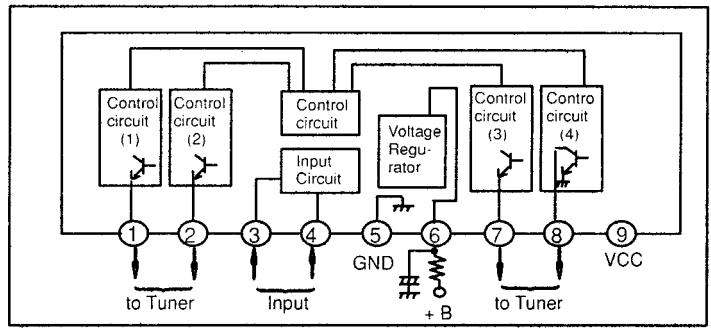 Control
circuit
(1)
Control
circuit
(2)
Control
circuit
Input
Circuit
Voltage
Regu-
rator
Control
circuit
(3)
Contro
circuit
(4)
1 2 3 4 5 6 7 8 9
GND
VCC
to Tuner
Input
+ B
to Tuner